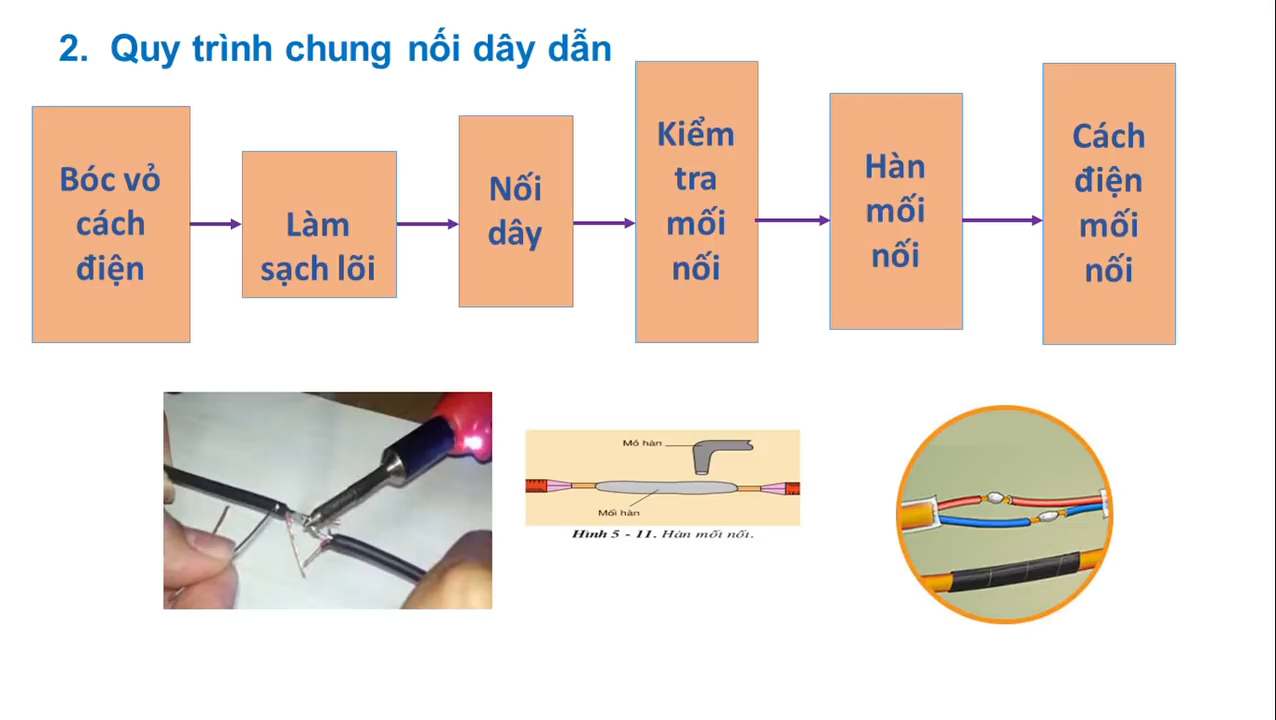 2. Quy trình chung nối dây dẫn
Bóc vỏ
cách
điện
Làm
sạch lõi
Nối
dây
Kiểm
tra
mối
nối
Hàn
mối
nối
Cách
điện
mối
nối
Mỏ hàn
Mối hàn
Hình 5 - 11. Hàn mối nối.